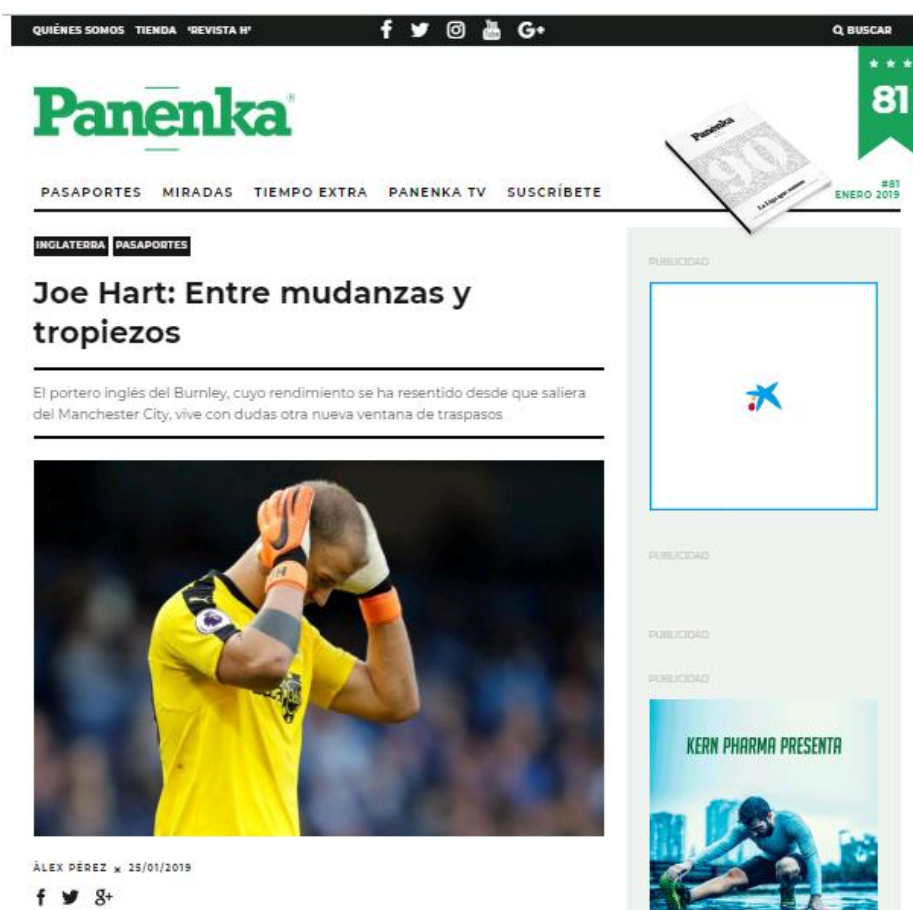 QUIÉNES SOMOS TIENDA 'REVISTA H' BUSCAR
Panenka
81
Panenka
90
#81
ENERO 2019
PASAPORTES MIRADAS TIEMPO EXTRA PANENKA TV SUSCRÍBETE
INGLATERRA PASAPORTES
Joe Hart: Entre mudanzas y
tropiezos
El portero inglés del Burnley, cuyo rendimiento se ha resentido desde que saliera
del Manchester City, vive con dudas otra nueva ventana de traspasos
ÀLEX PÉREZ x 25/01/2019
PUBLICIDAD
PUBLICIDAD
PUBLICIDAD
PUBLICIDAD
KERN PHARMA PRESENTA